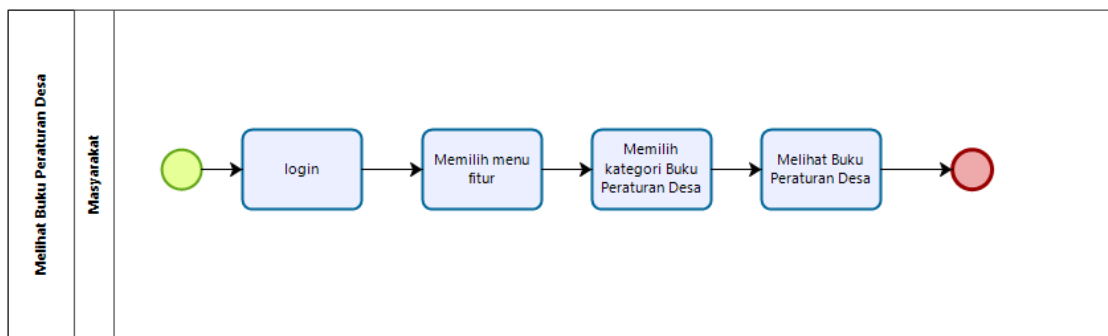 Melihat Buku Peraturan Desa
Masyarakat
login
Memilih menu
fitur
Memilih
kategori Buku
Peraturan Desa
Melihat Buku
Peraturan Desa